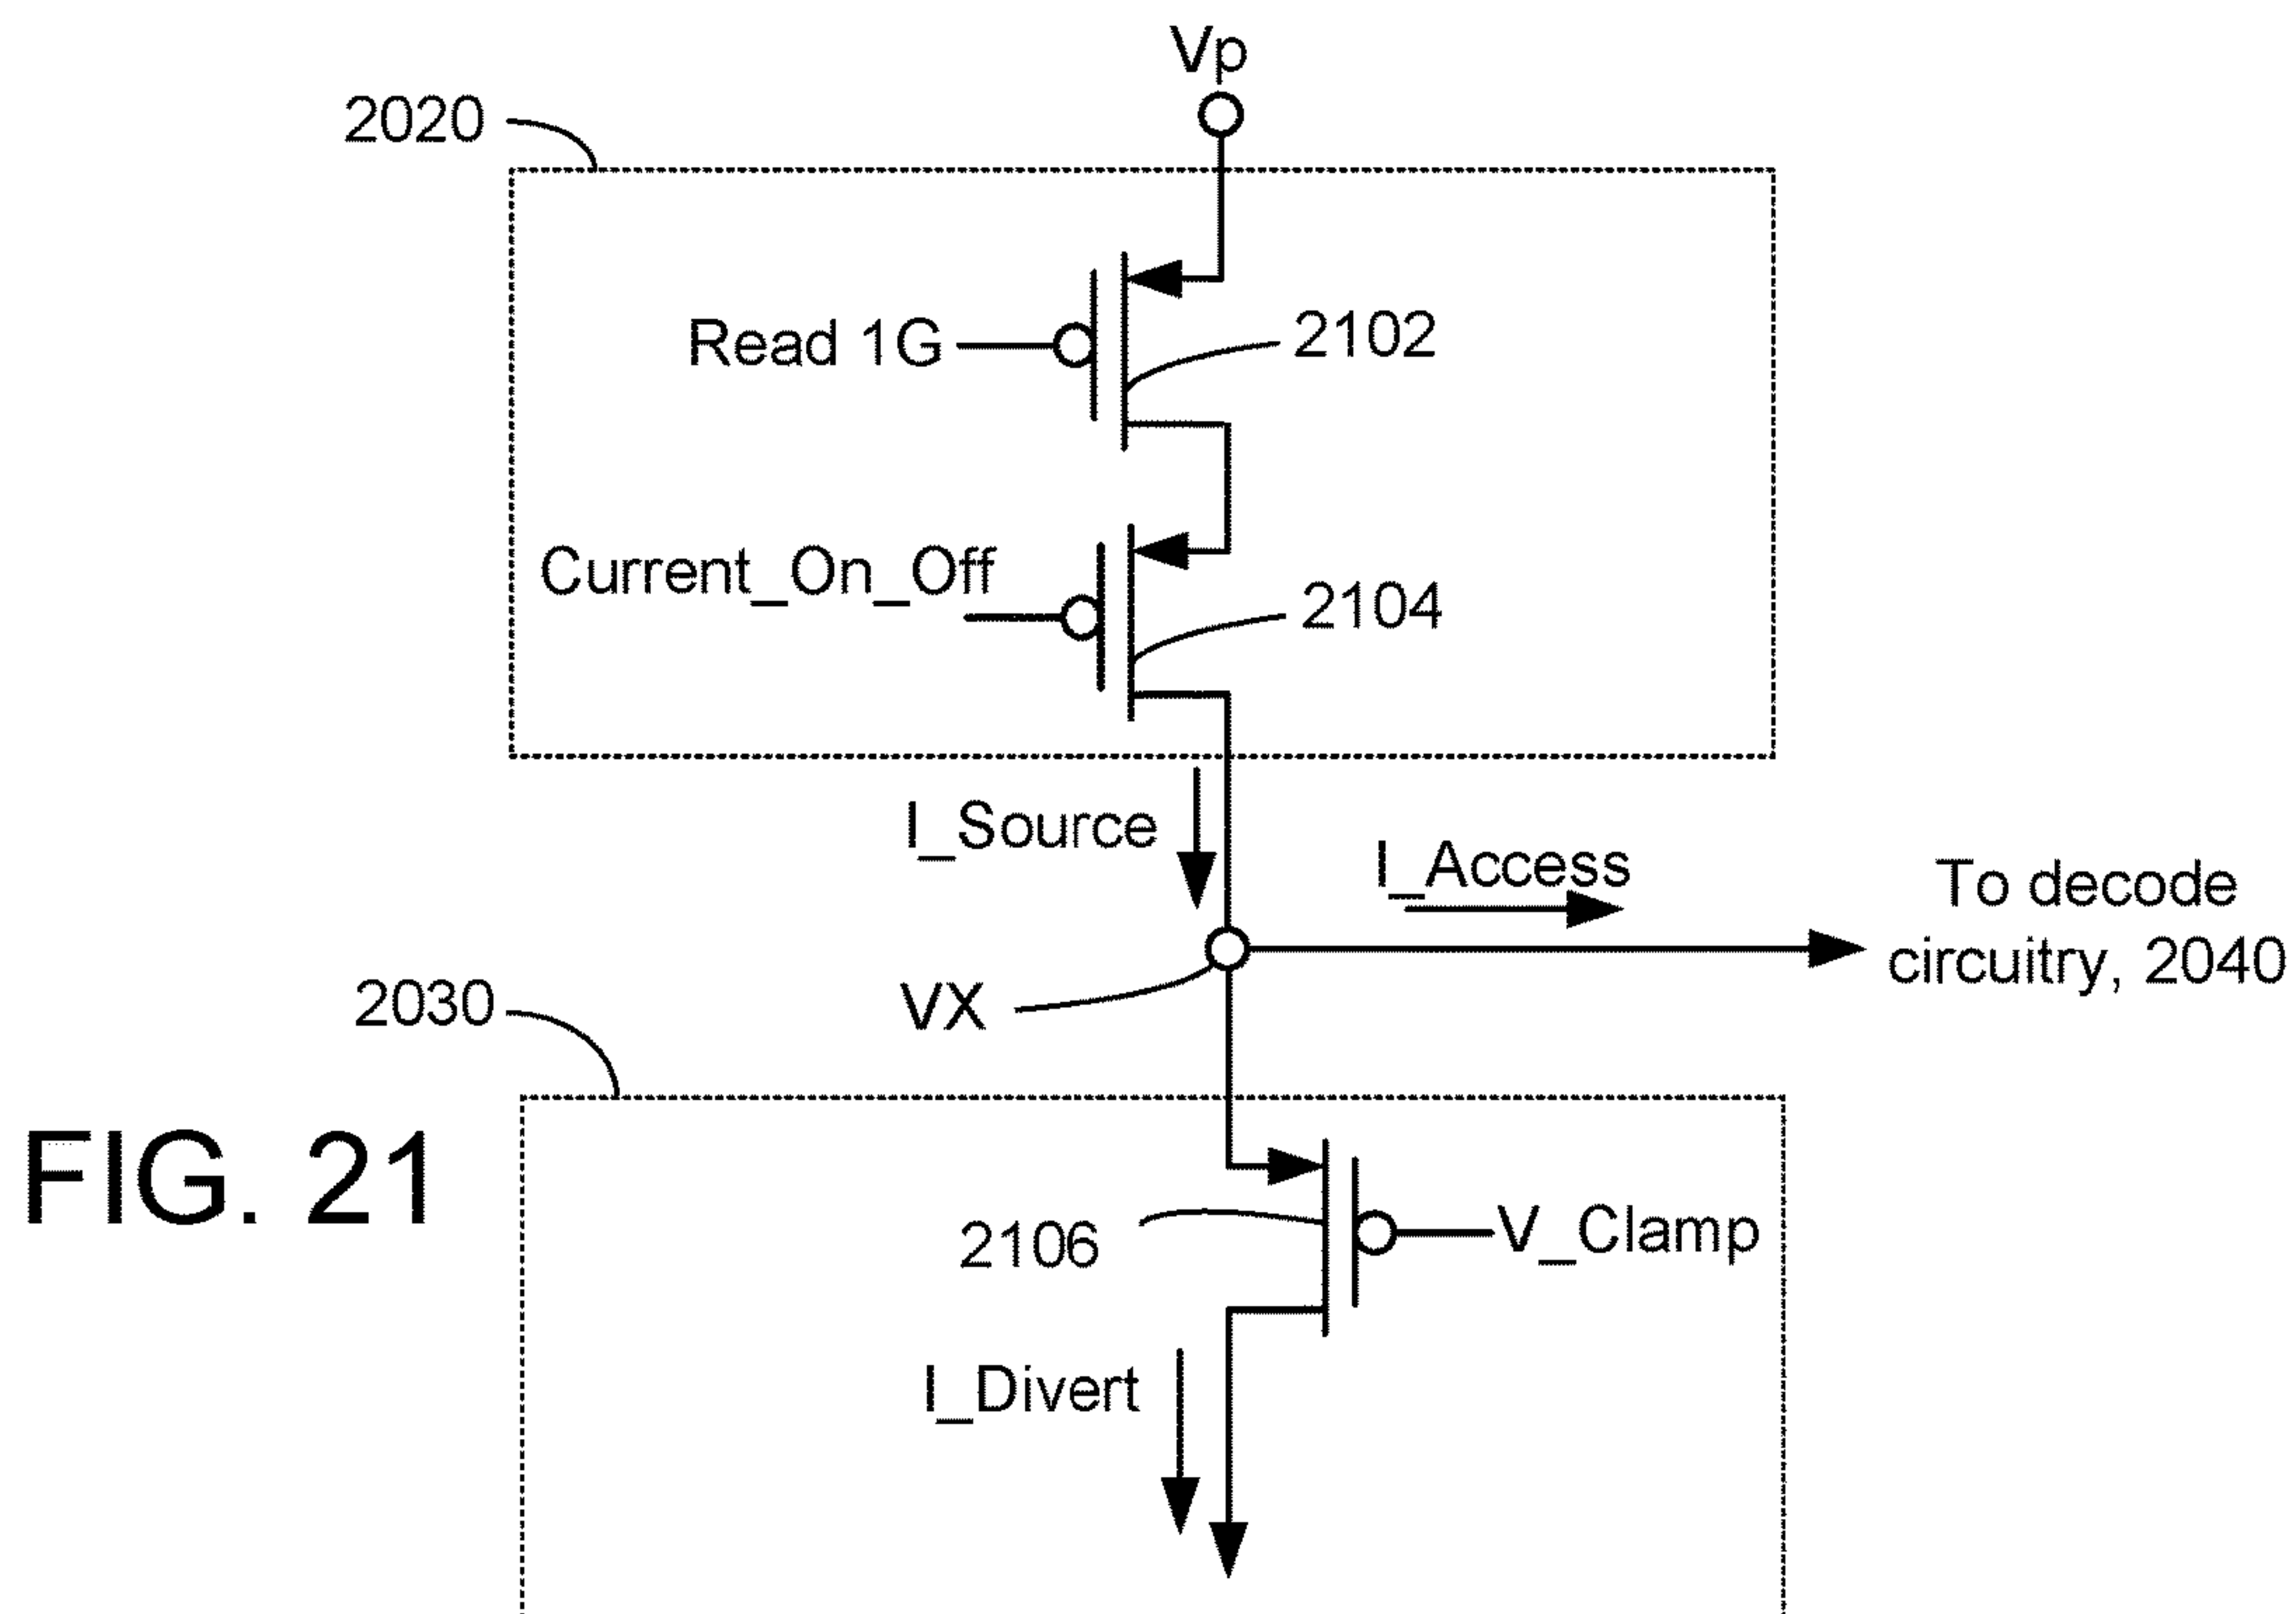 Vp
2020
Read 1G
2102
Current_On_Off
2104
I_Source
I_Access
To decode
circuitry, 2040
VX
2030
FIG. 21
2106
V_Clamp
I_Divert